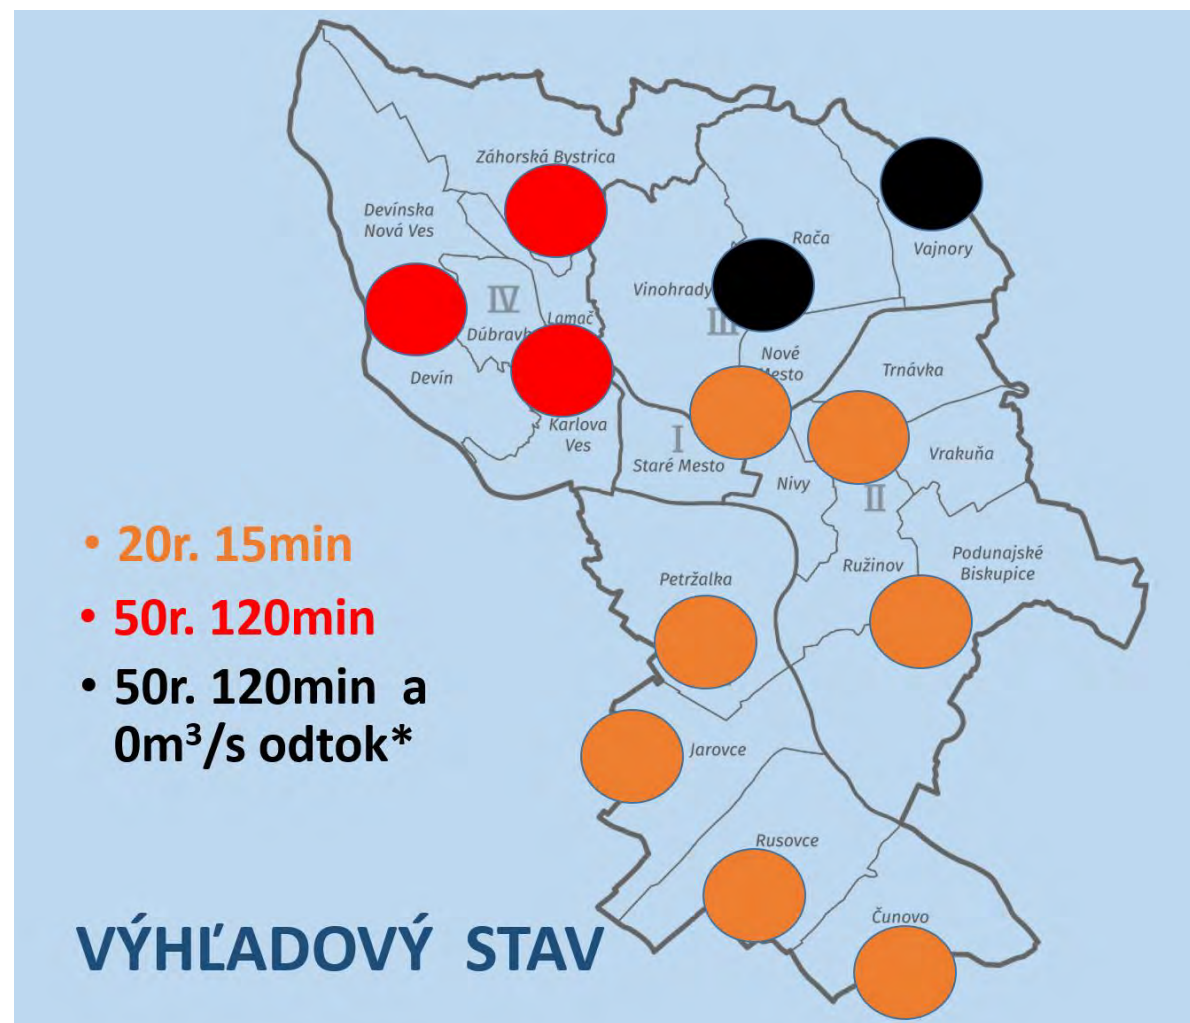 Záhorská Bystrica
Devínska
Nová Ves
Rača
Vajnory
Vinohrady
IV
Lamač
III
Nové
Trnávka
Devín
Karlova
Ves
I
Staré Mesto
Vrakuňa
Nivy
II
• 20r. 15min
Podunajské
Biskupice
Ružinov
Petržalka
• 50r. 120min
• 50r. 120min a
0m³/s odtok*
Jarovce
Rusovce
Čunovo
VÝHĽADOVÝ STAV